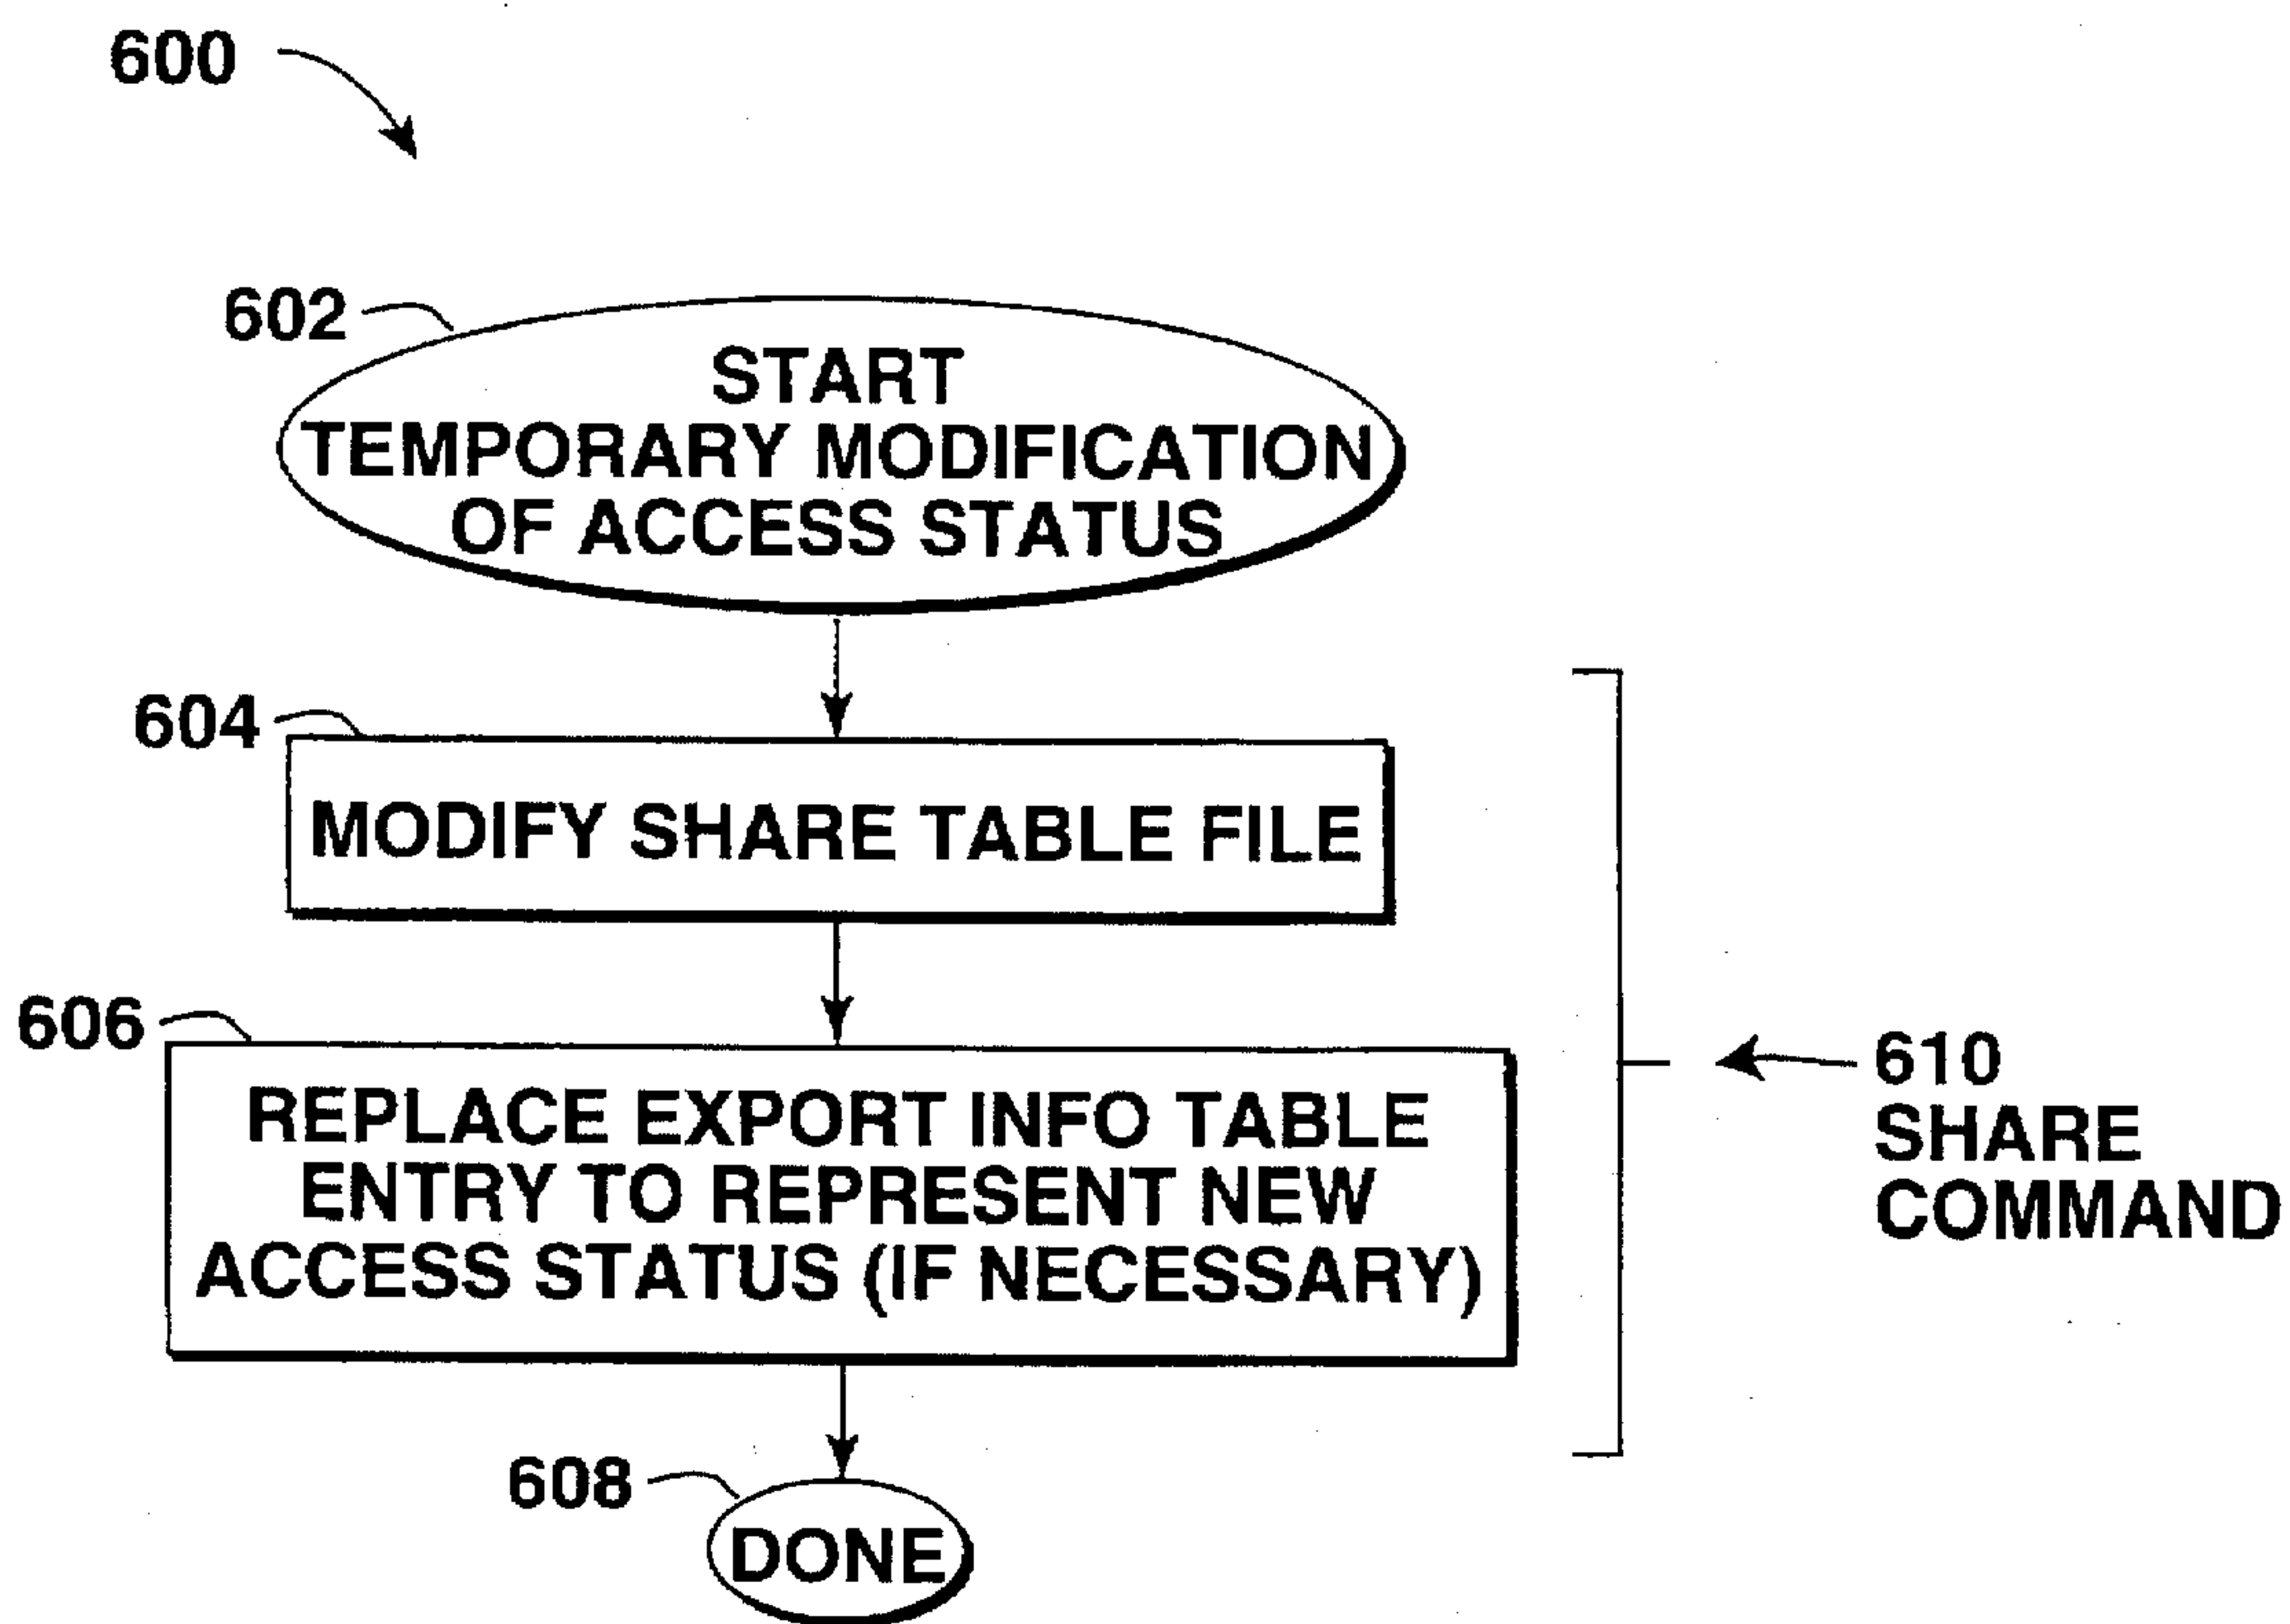 600
602
START
TEMPORARY MODIFICATION
OF ACCESS STATUS
604
MODIFY SHARE TABLE FILE
606
REPLACE EXPORT INFO TABLE
ENTRY TO REPRESENT NEW
ACCESS STATUS (IF NECESSARY)
610
SHARE
COMMAND
608
DONE